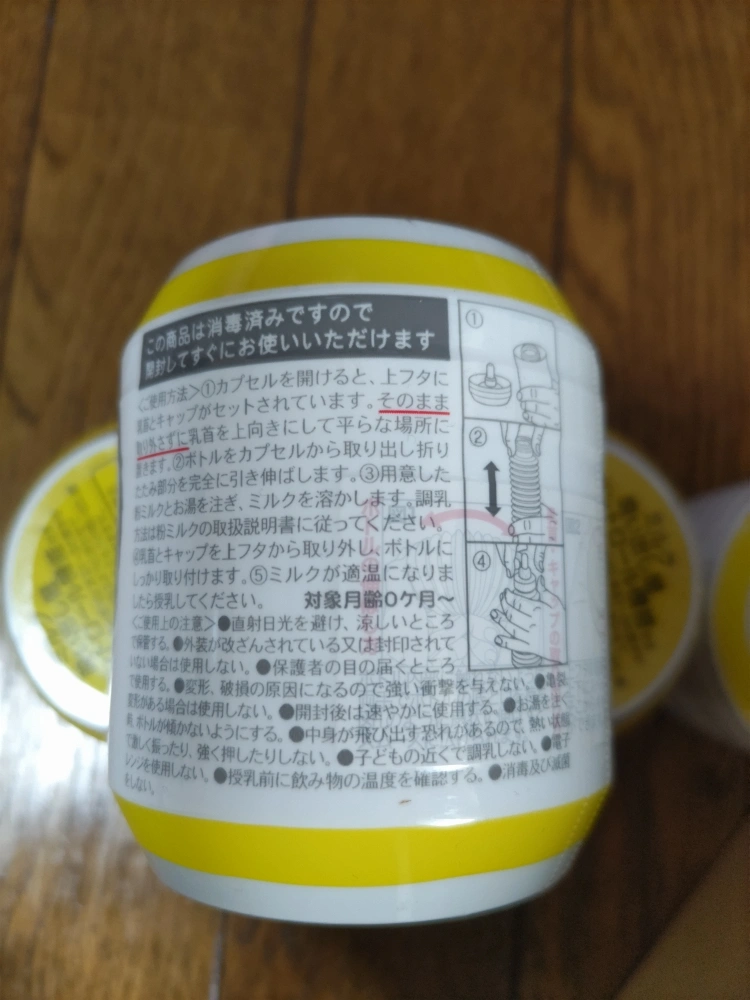 この商品は消毒済みですので
開封してすぐにお使いいただけます
＜ご使用方法＞①カプセルを開けると、上フタに
乳首とキャップがセットされています。そのまま
取り外さずに乳首を上向きにして平らな場所に
置きます。②ボトルをカプセルから取り出し折り
たたみ部分を完全に引き伸ばします。③用意した
粉ミルクとお湯を注ぎ、ミルクを溶かします。調乳
方法は粉ミルクの取扱説明書に従ってください。
④乳首とキャップを上フタから取り外し、ボトルに
しっかり取り付けます。⑤ミルクが適温になりま
したら授乳してください。 対象月齢0ケ月〜
＜ご使用上の注意＞●直射日光を避け、涼しいところ
で保管する。●外装が改ざんされている又は封印されて
いない場合は使用しない。●保護者の目の届くところ
で使用する。●変形、破損の原因になるので強い衝撃を与えない。●亀裂
変形がある場合は使用しない。●開封後は速やかに使用する。●お湯を注ぐ
際、ボトルが傾かないようにする。●中身が飛び出す恐れがあるので、熱い状態
で激しく振ったり、強く押したりしない。●子どもの近くで調乳しない。●電子
レンジを使用しない。●授乳前に飲み物の温度を確認する。●消毒及び滅菌
をしない。
①
②
④